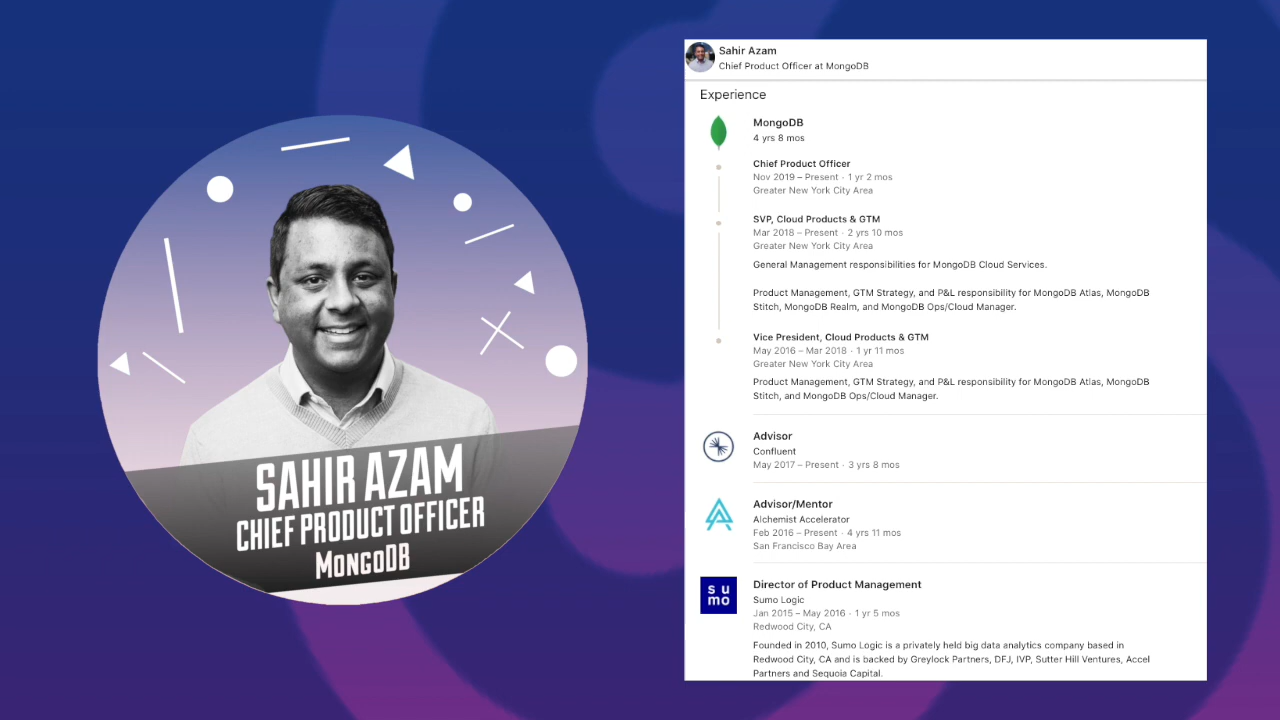 SAHIR AZAM
CHIEF PRODUCT OFFICER
MONGODB
Sahir Azam
Chief Product Officer at MongoDB
Experience
MongoDB
4 yrs 8 mos
Chief Product Officer
Nov 2019 – Present · 1 yr 2 mos
Greater New York City Area
SVP, Cloud Products & GTM
Mar 2018 – Present · 2 yrs 10 mos
Greater New York City Area
General Management responsibilities for MongoDB Cloud Services.
Product Management, GTM Strategy, and P&L responsibility for MongoDB Atlas, MongoDB
Stitch, MongoDB Realm, and MongoDB Ops/Cloud Manager.
Vice President, Cloud Products & GTM
May 2016 – Mar 2018 · 1 yr 11 mos
Greater New York City Area
Product Management, GTM Strategy, and P&L responsibility for MongoDB Atlas, MongoDB
Stitch, and MongoDB Ops/Cloud Manager.
Advisor
Confluent
May 2017 – Present · 3 yrs 8 mos
Advisor/Mentor
Alchemist Accelerator
Feb 2016 – Present · 4 yrs 11 mos
San Francisco Bay Area
su
mo
Director of Product Management
Sumo Logic
Jan 2015 – May 2016 · 1 yr 5 mos
Redwood City, CA
Founded in 2010, Sumo Logic is a privately held big data analytics company based in
Redwood City, CA and is backed by Greylock Partners, DFJ, IVP, Sutter Hill Ventures, Accel
Partners and Sequoia Capital.